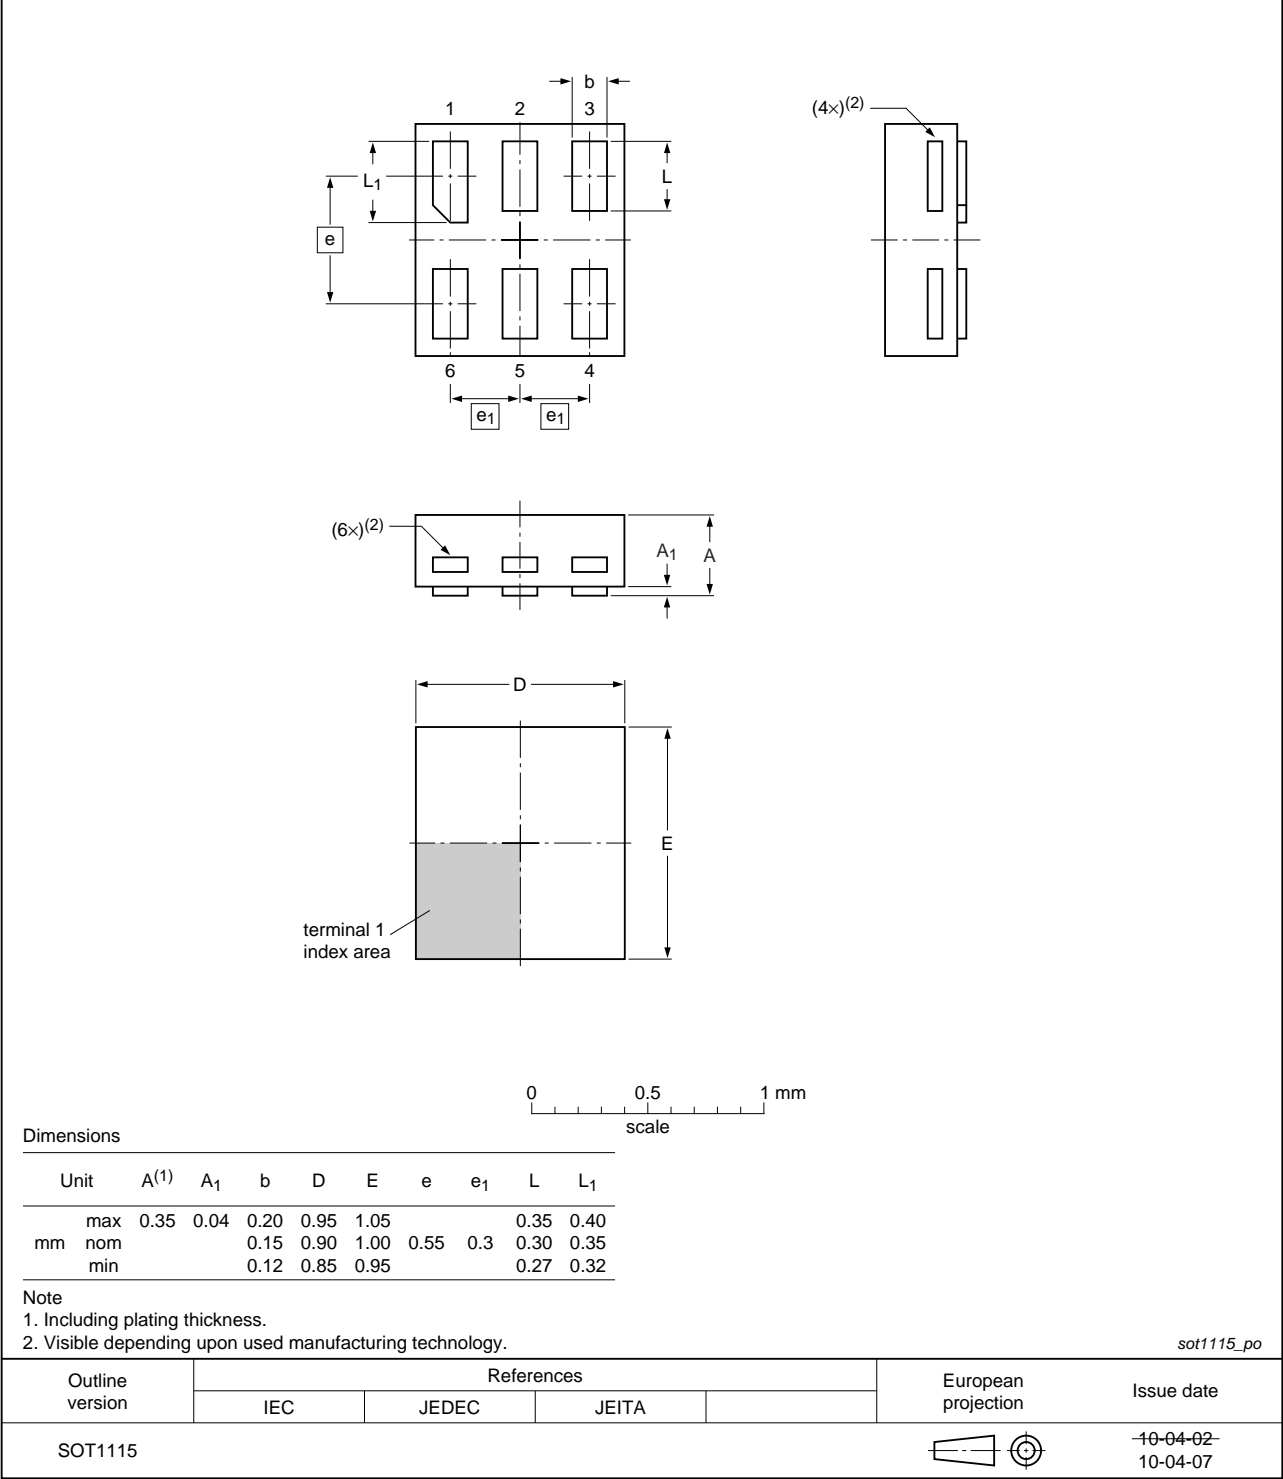 b
1 2 3
(4×)(2)
L1
L
e
6 5 4
e1 e1
(6×)(2)
A1 A
D
E
terminal 1
index area
0 0.5 1 mm
scale
Dimensions
Unit A(1) A1 b D E e e1 L L1
max 0.35 0.04 0.20 0.95 1.05 0.35 0.40
mm nom 0.15 0.90 1.00 0.55 0.3 0.30 0.35
min 0.12 0.85 0.95 0.27 0.32
Note
1. Including plating thickness.
2. Visible depending upon used manufacturing technology.
sot1115_po
Outline
version
References
IEC JEDEC JEITA
European
projection
Issue date
SOT1115
10-04-02
10-04-07